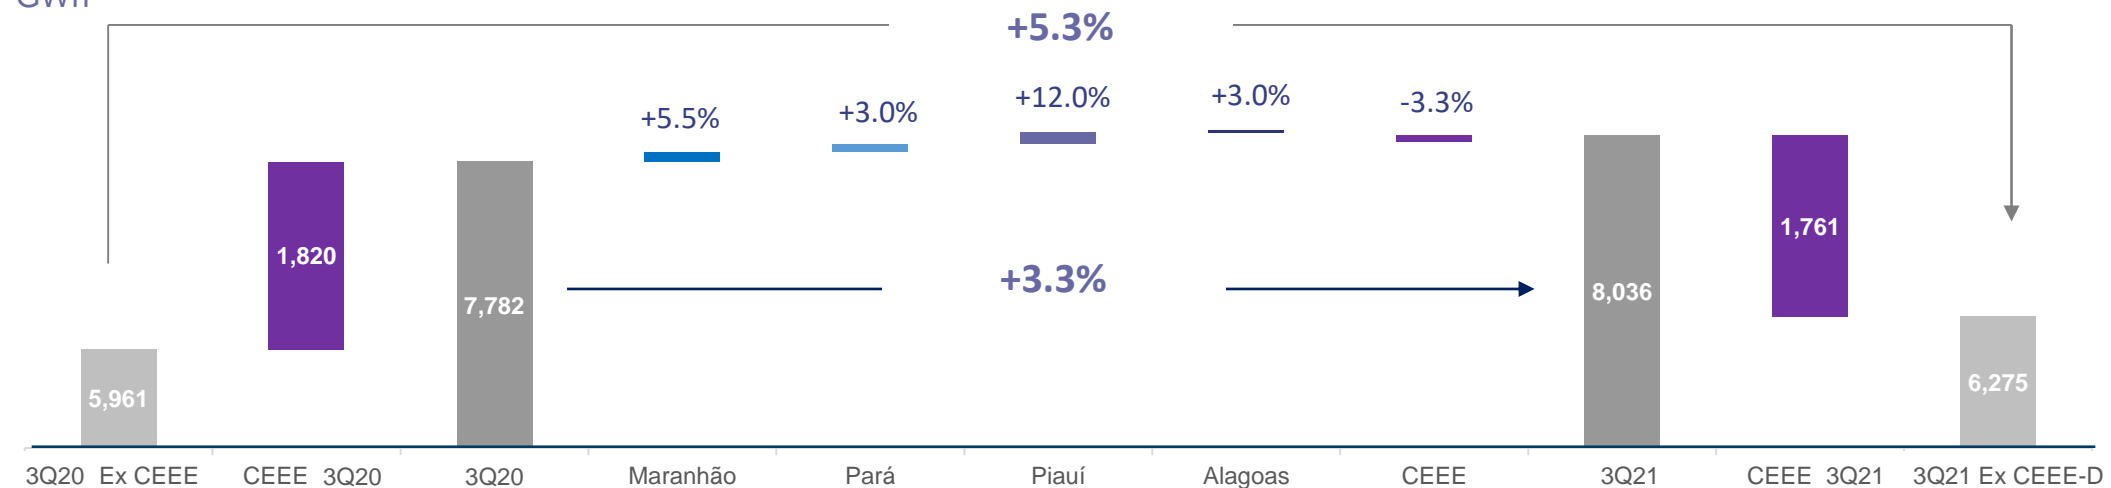 GWh
+5.3%
+5.5%
+3.0%
+12.0%
+3.0%
-3.3%
1,820
1,761
+3.3%
7,782
8,036
5,961
6,275
3Q20 Ex CEEE
CEEE 3Q20
3Q20
Maranhão
Pará
Piauí
Alagoas
CEEE
3Q21
CEEE 3Q21
3Q21 Ex CEEE-D